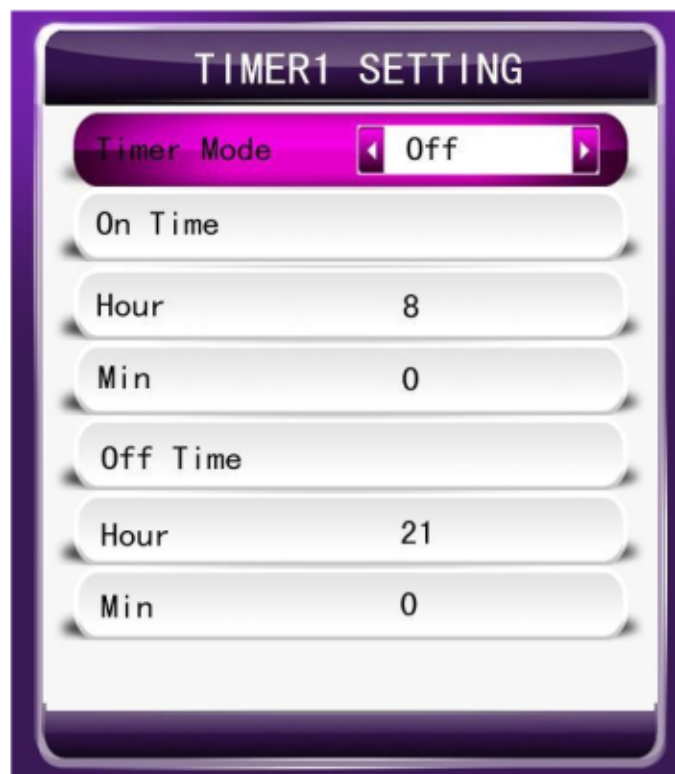 TIMER1 SETTING
Timer Mode Off
On Time
Hour 8
Min 0
Off Time
Hour 21
Min 0